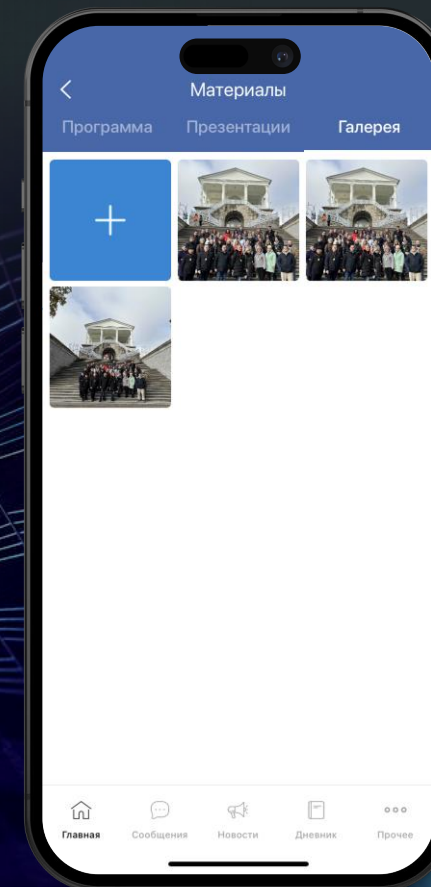 Материалы
Программа Презентации Галерея
Главная Сообщения Новости Дневник Прочее